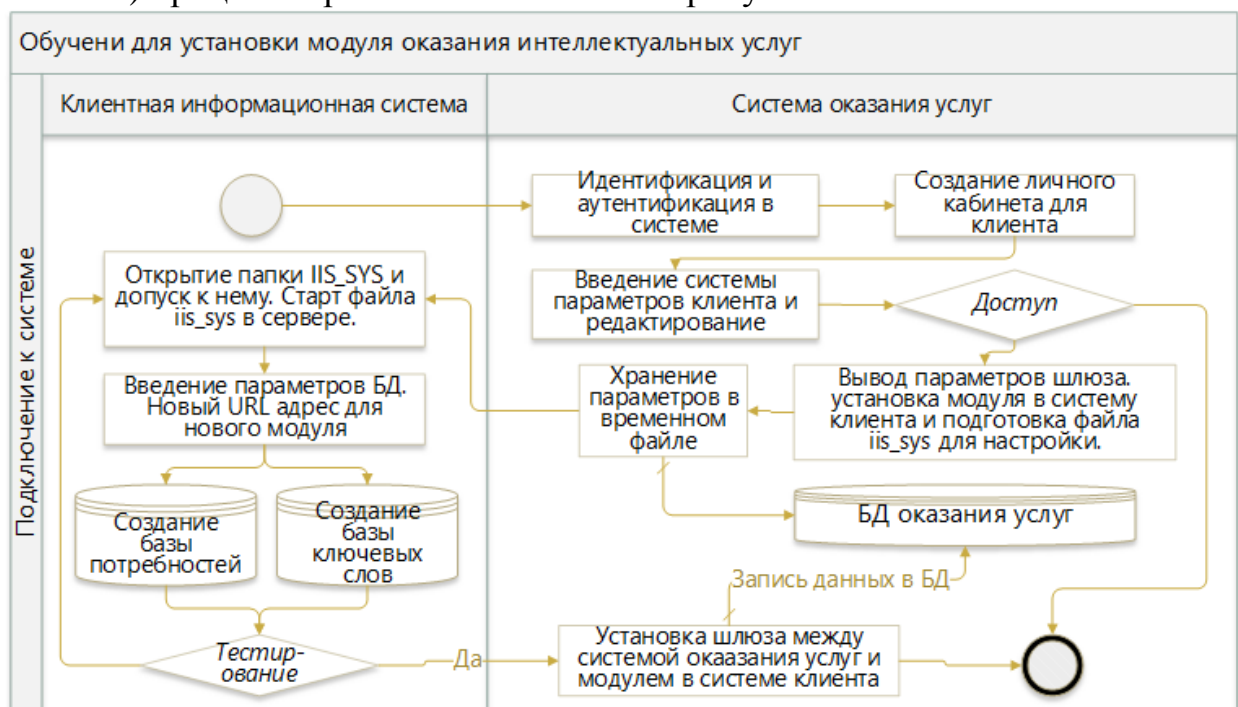 Обучени для установки модуля оказания интеллектуальных услуг
Клиентная информационная система
Система оказания услуг
Подключение к системе
Идентификация и
аутентификация в
системе
Создание личного
кабинета для
клиента
Открытие папки IIS_SYS и
допуск к нему. Старт файла
iis_sys в сервере.
Введение системы
параметров клиента и
редактирование
Доступ
Введение параметров БД.
Новый URL адрес для
нового модуля
Хранение
параметров в
временном
файле
Вывод параметров шлюза.
установка модуля в систему
клиента и подготовка файла
iis_sys для настройки.
Создание
базы
потребностей
Создание
базы
ключевых
слов
БД оказания услуг
Запись данных в БД
Тестир-
ование
Да
Установка шлюза между
системой окаазания услуг и
модулем в системе клиента